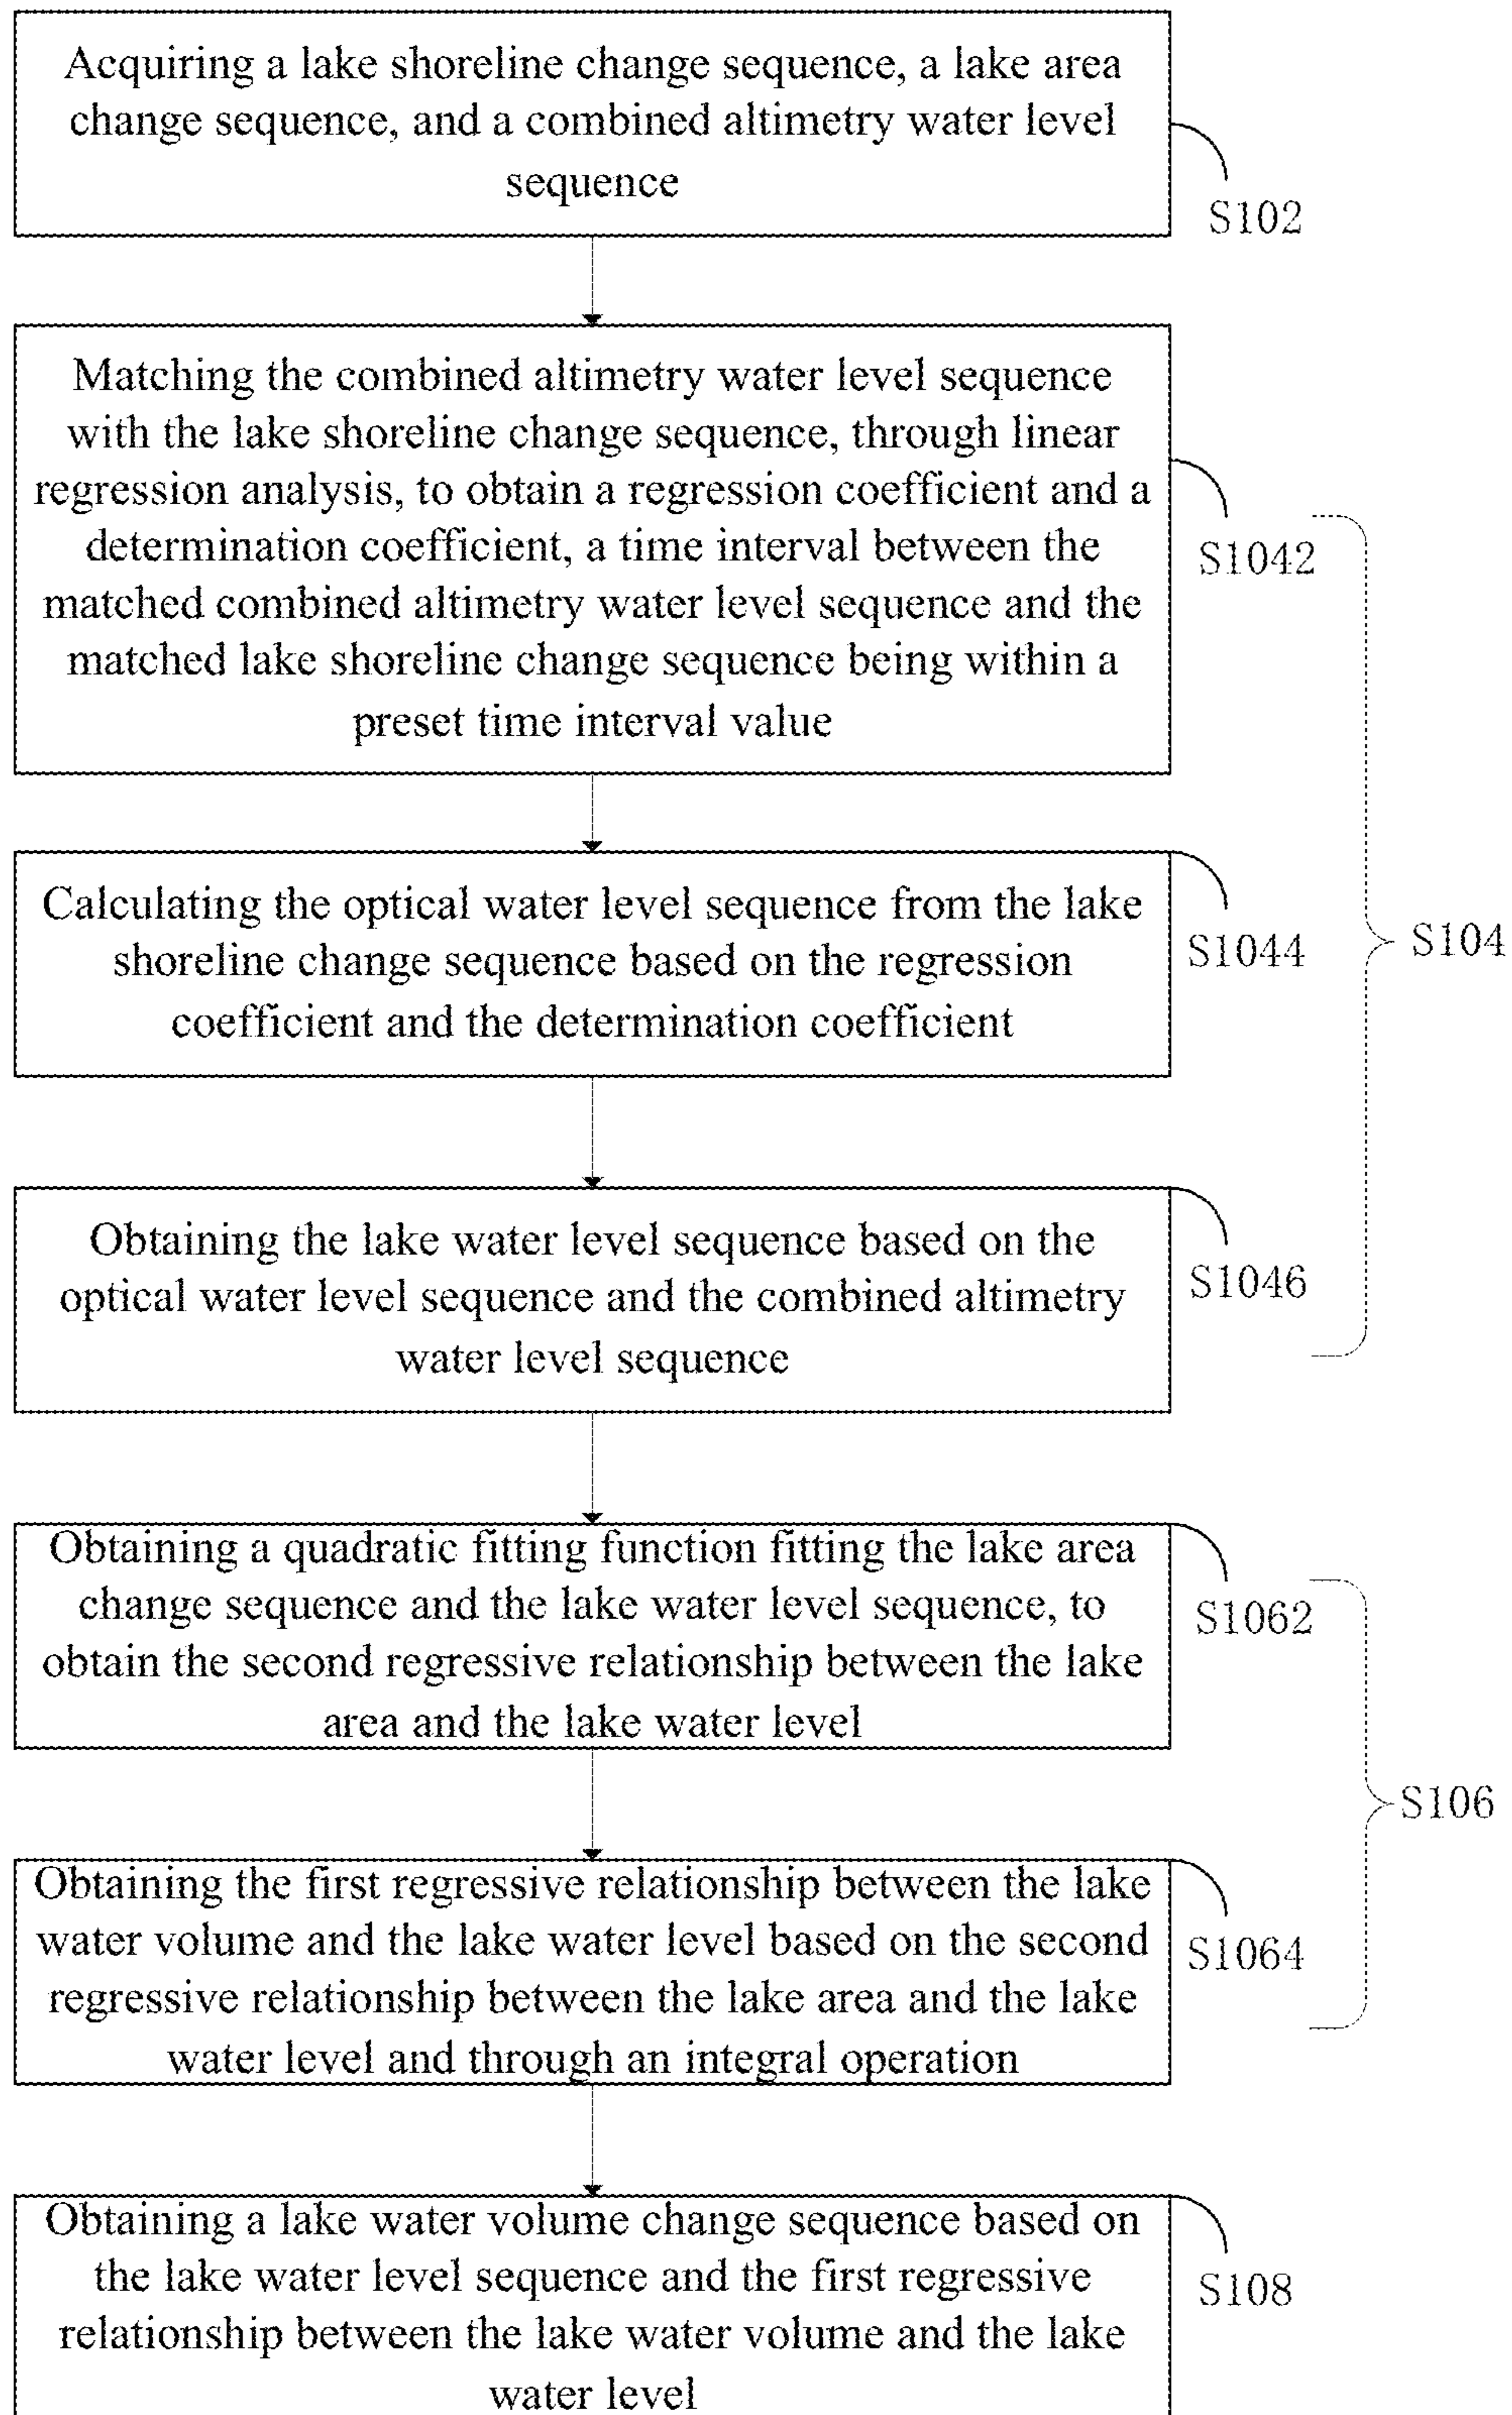 Acquiring a lake shoreline change sequence, a lake area
change sequence, and a combined altimetry water level
sequence
S102
Matching the combined altimetry water level sequence
with the lake shoreline change sequence, through linear
regression analysis, to obtain a regression coefficient and a
determination coefficient, a time interval between the
matched combined altimetry water level sequence and the
matched lake shoreline change sequence being within a
preset time interval value
S1042
Calculating the optical water level sequence from the lake
shoreline change sequence based on the regression
coefficient and the determination coefficient
S1044
S104
Obtaining the lake water level sequence based on the
optical water level sequence and the combined altimetry
water level sequence
S1046
Obtaining a quadratic fitting function fitting the lake area
change sequence and the lake water level sequence, to
obtain the second regressive relationship between the lake
area and the lake water level
S1062
S106
Obtaining the first regressive relationship between the lake
water volume and the lake water level based on the second
regressive relationship between the lake area and the lake
water level and through an integral operation
S1064
Obtaining a lake water volume change sequence based on
the lake water level sequence and the first regressive
relationship between the lake water volume and the lake
water level
S108